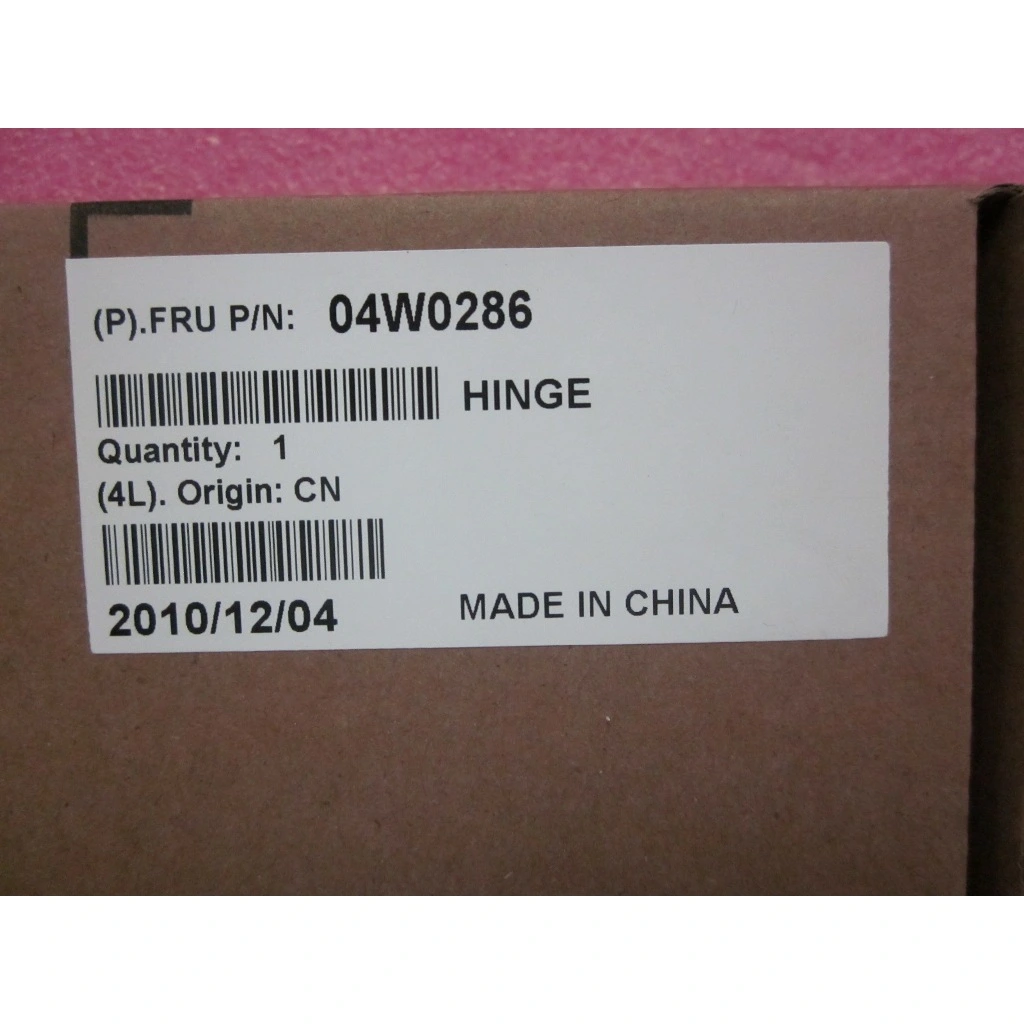 (P).FRU P/N: 04W0286
HINGE
Quantity: 1
(4L). Origin: CN
2010/12/04
MADE IN CHINA